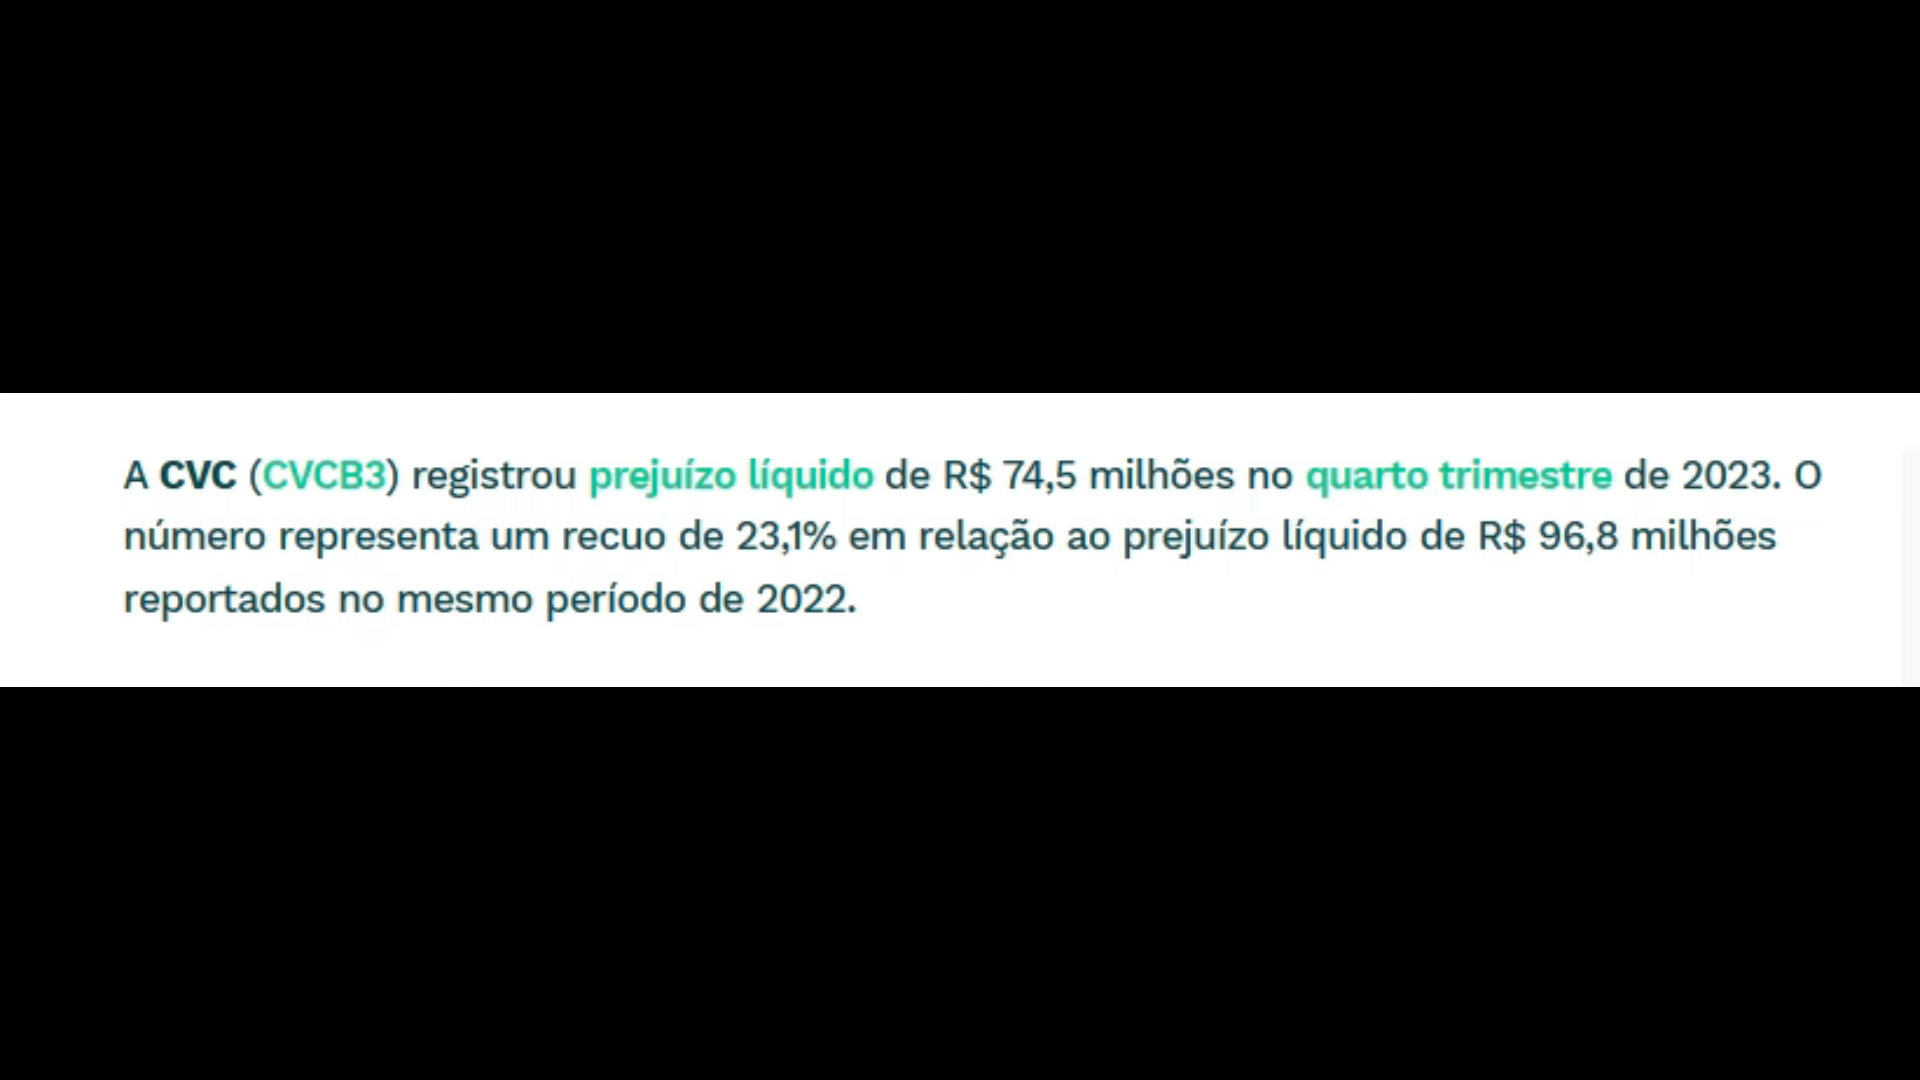 A CVC (CVCB3) registrou prejuízo líquido de R$ 74,5 milhões no quarto trimestre de 2023. O
número representa um recuo de 23,1% em relação ao prejuízo líquido de R$ 96,8 milhões
reportados no mesmo período de 2022.